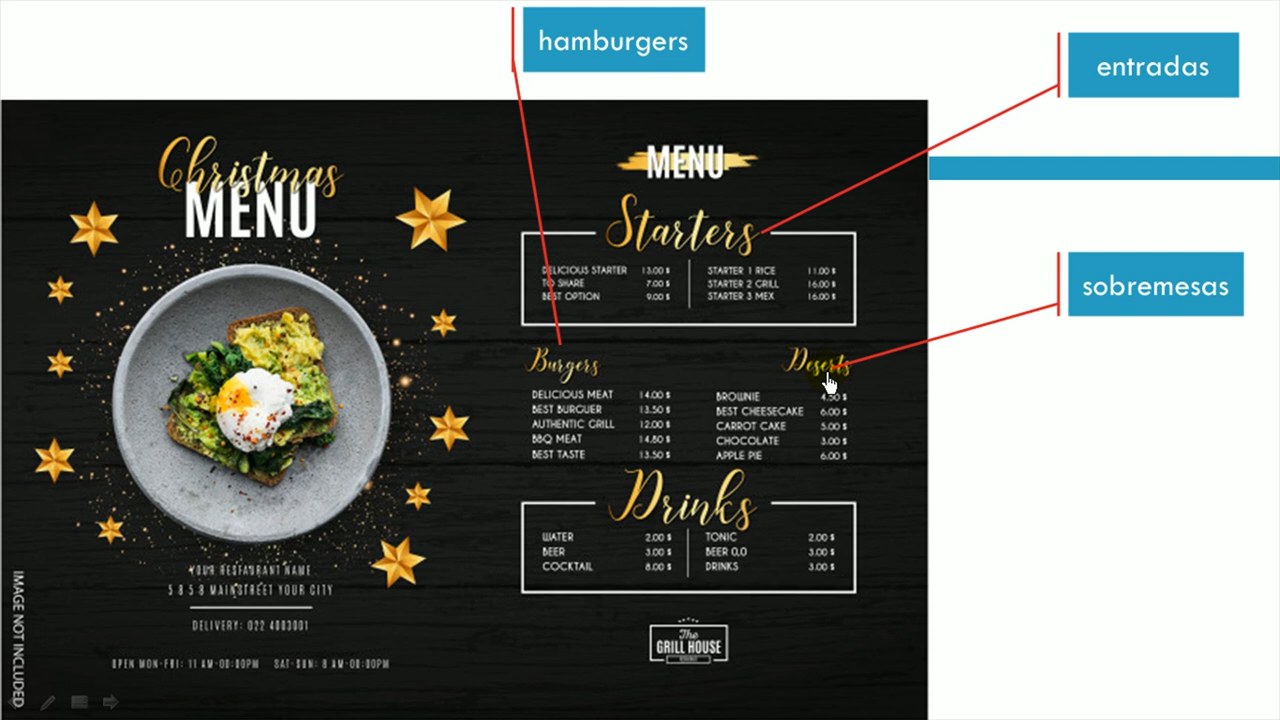 hamburgers
entradas
sobremesas
Christmas
MENU
YOUR RESTAURANT NAME
5858 MAINSTREET YOUR CITY
DELIVERY: 022 4003001
OPEN MON-FRI: 11 AM-00:00PM SAT-SUN: 8 AM-00:00PM
IMAGE NOT INCLUDED
MENU
Starters
DELICIOUS STARTER 13.00 $
TO SHARE 7.00 $
BEST OPTION 9.00 $
STARTER 1 RICE 11.00 $
STARTER 2 GRILL 16.00 $
STARTER 3 MEX 16.00 $
Burgers
DELICIOUS MEAT 14.00 $
BEST BURGUER 13.50 $
AUTHENTIC GRILL 12.00 $
BBQ MEAT 14.80 $
BEST TASTE 13.50 $
Deserts
BROWNIE 4.50 $
BEST CHEESECAKE 6.00 $
CARROT CAKE 5.00 $
CHOCOLATE 3.00 $
APPLE PIE 6.00 $
Drinks
WATER 2.00 $
BEER 3.00 $
COCKTAIL 8.00 $
TONIC 2.00 $
BEER 0,0 3.00 $
DRINKS 3.00 $
The
GRILL HOUSE